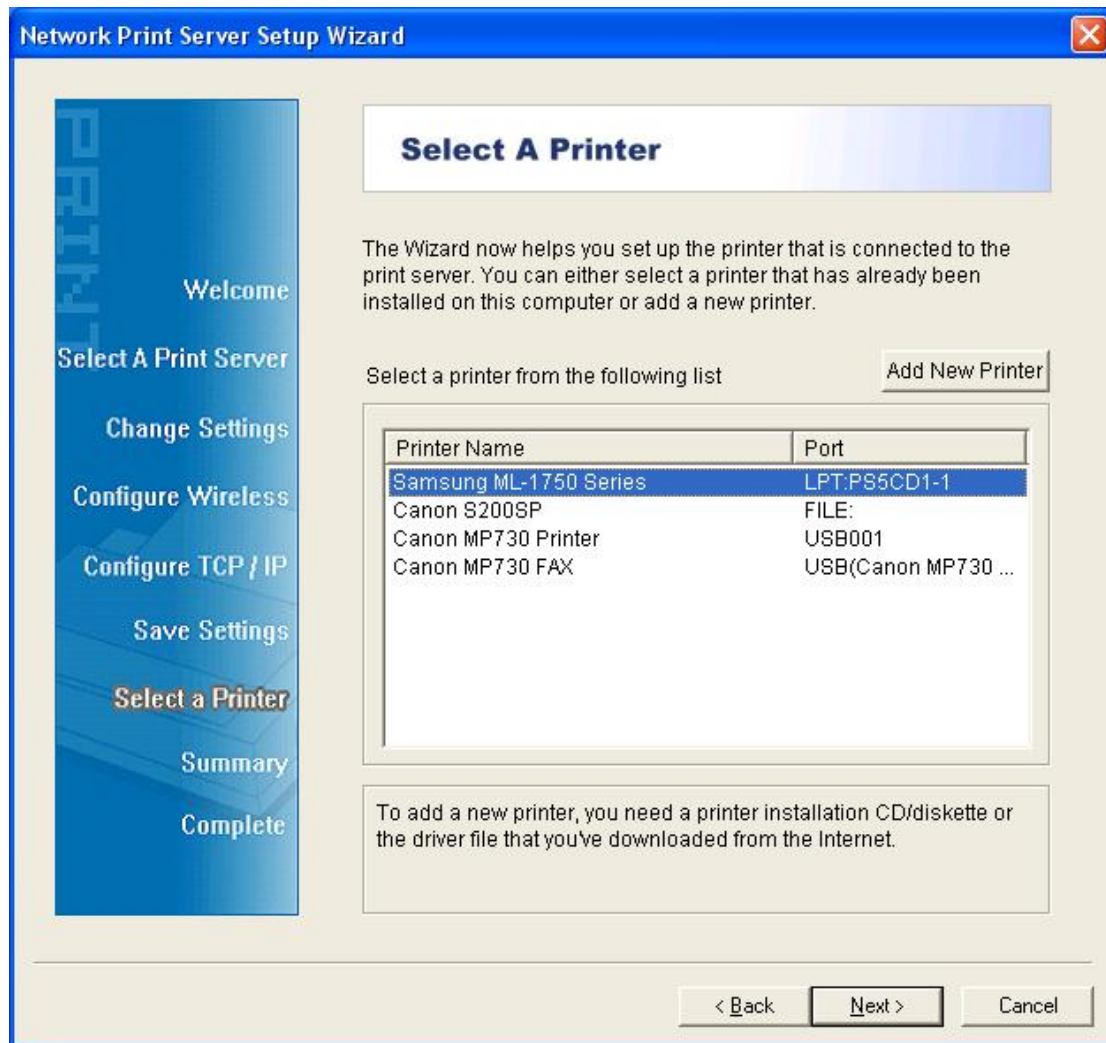 Network Print Server Setup Wizard
PRINT
Welcome
Select A Print Server
Change Settings
Configure Wireless
Configure TCP / IP
Save Settings
Select a Printer
Summary
Complete
Select A Printer
The Wizard now helps you set up the printer that is connected to the
print server. You can either select a printer that has already been
installed on this computer or add a new printer.
Select a printer from the following list
Add New Printer
Printer Name Port
Samsung ML-1750 Series LPT:PS5CD1-1
Canon S200SP FILE:
Canon MP730 Printer USB001
Canon MP730 FAX USB(Canon MP730 ...
To add a new printer, you need a printer installation CD/diskette or
the driver file that you've downloaded from the Internet.
< Back Next > Cancel